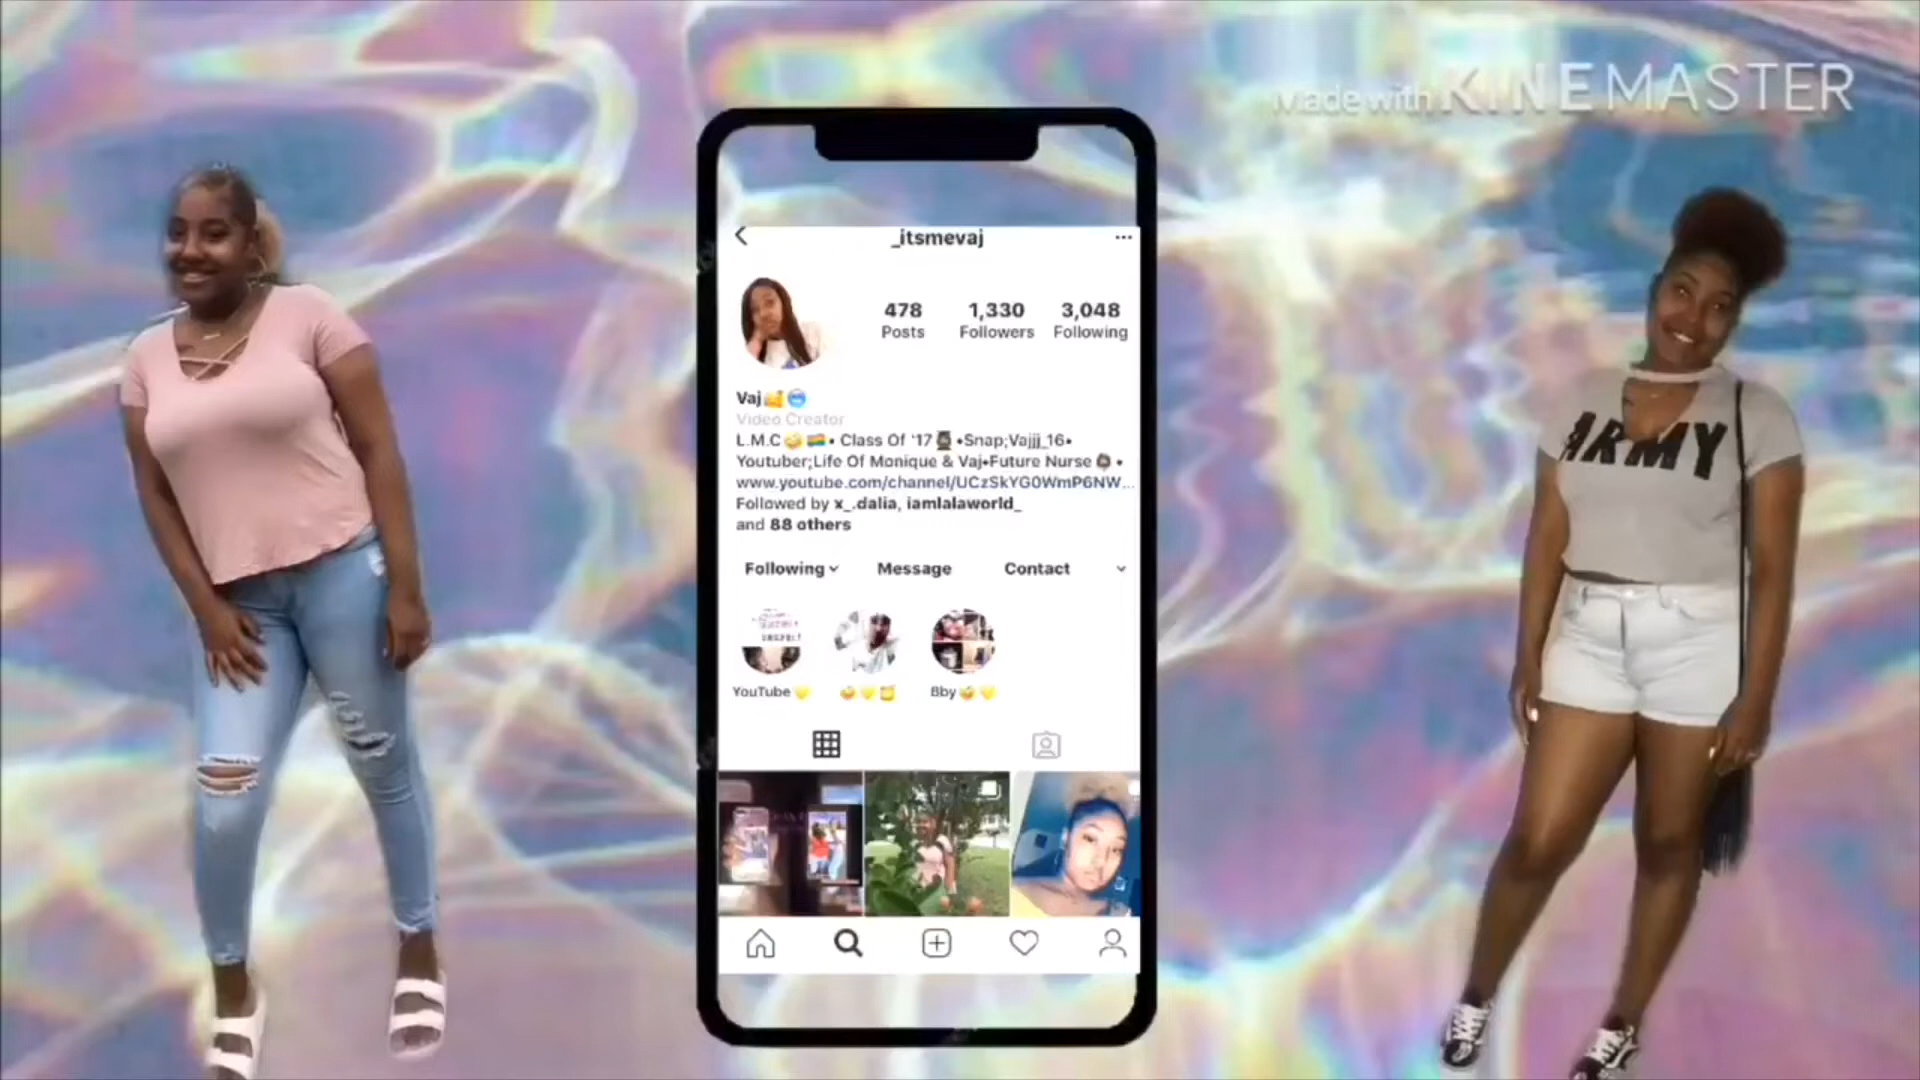 Made with KINEMASTER
_itsmevaj
478 1,330 3,048
Posts Followers Following
Vaj🥰🥶
Video Creator
L.M.C🤣🏳️‍🌈• Class Of '17👩🏿‍🎓•Snap;Vajjj_16•
Youtuber;Life Of Monique & Vaj•Future Nurse👩🏿‍⚕️•
www.youtube.com/channel/UCzSkYG0WmP6NW...
Followed by x_.dalia, iamlalaworld_
and 88 others
Following Message Contact
YouTube💛 Bby🤣💛
ARMY